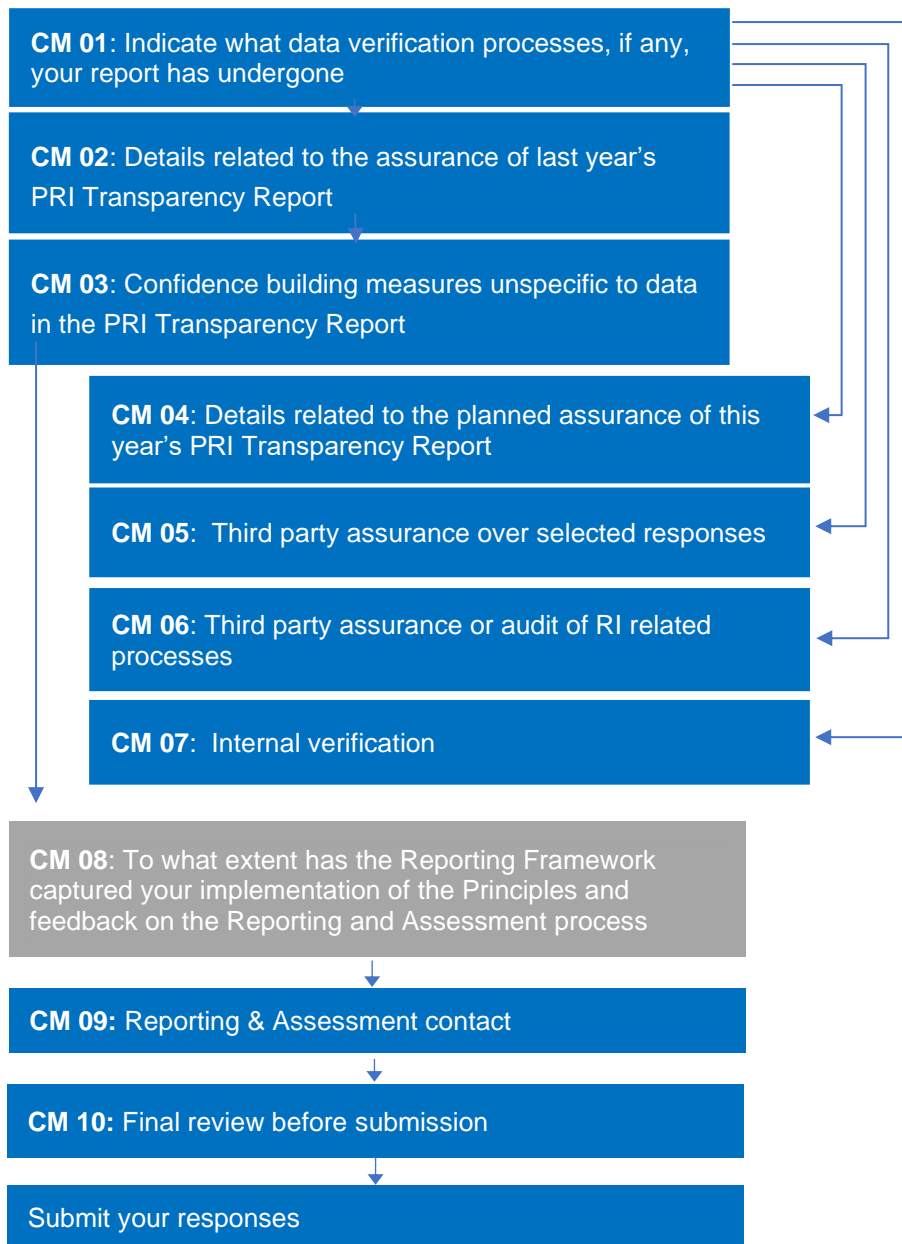 CM 01: Indicate what data verification processes, if any,
your report has undergone
CM 02: Details related to the assurance of last year’s
PRI Transparency Report
CM 03: Confidence building measures unspecific to data
in the PRI Transparency Report
CM 04: Details related to the planned assurance of this
year’s PRI Transparency Report
CM 05:  Third party assurance over selected responses
CM 06: Third party assurance or audit of RI related
processes
CM 07:  Internal verification
CM 08: To what extent has the Reporting Framework
captured your implementation of the Principles and
feedback on the Reporting and Assessment process
CM 09: Reporting & Assessment contact
CM 10: Final review before submission
Submit your responses